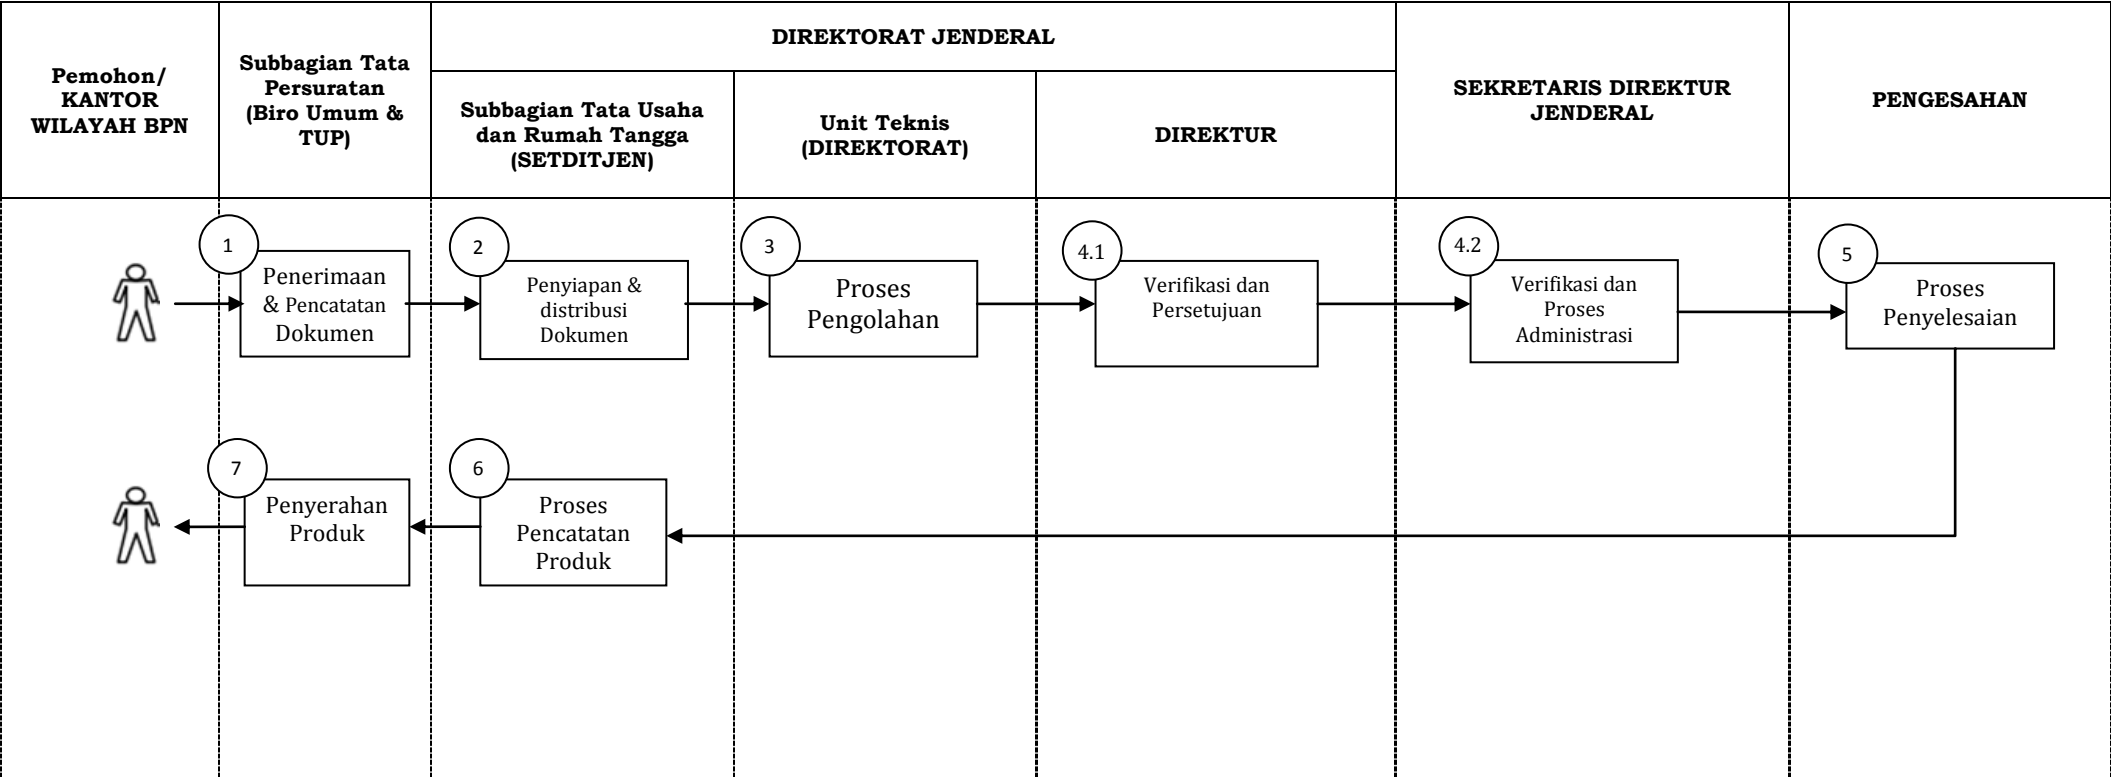 Pemohon/
KANTOR
WILAYAH BPN
Subbagian Tata
Persuratan
(Biro Umum &
TUP)
DIREKTORAT JENDERAL
Subbagian Tata Usaha
dan Rumah Tangga
(SETDITJEN)
Unit Teknis
(DIREKTORAT)
DIREKTUR
SEKRETARIS DIREKTUR
JENDERAL
PENGESAHAN
1
Penerimaan
& Pencatatan
Dokumen
2
Penyiapan &
distribusi
Dokumen
3
Proses
Pengolahan
4.1
Verifikasi dan
Persetujuan
4.2
Verifikasi dan
Proses
Administrasi
5
Proses
Penyelesaian
7
Penyerahan
Produk
6
Proses
Pencatatan
Produk